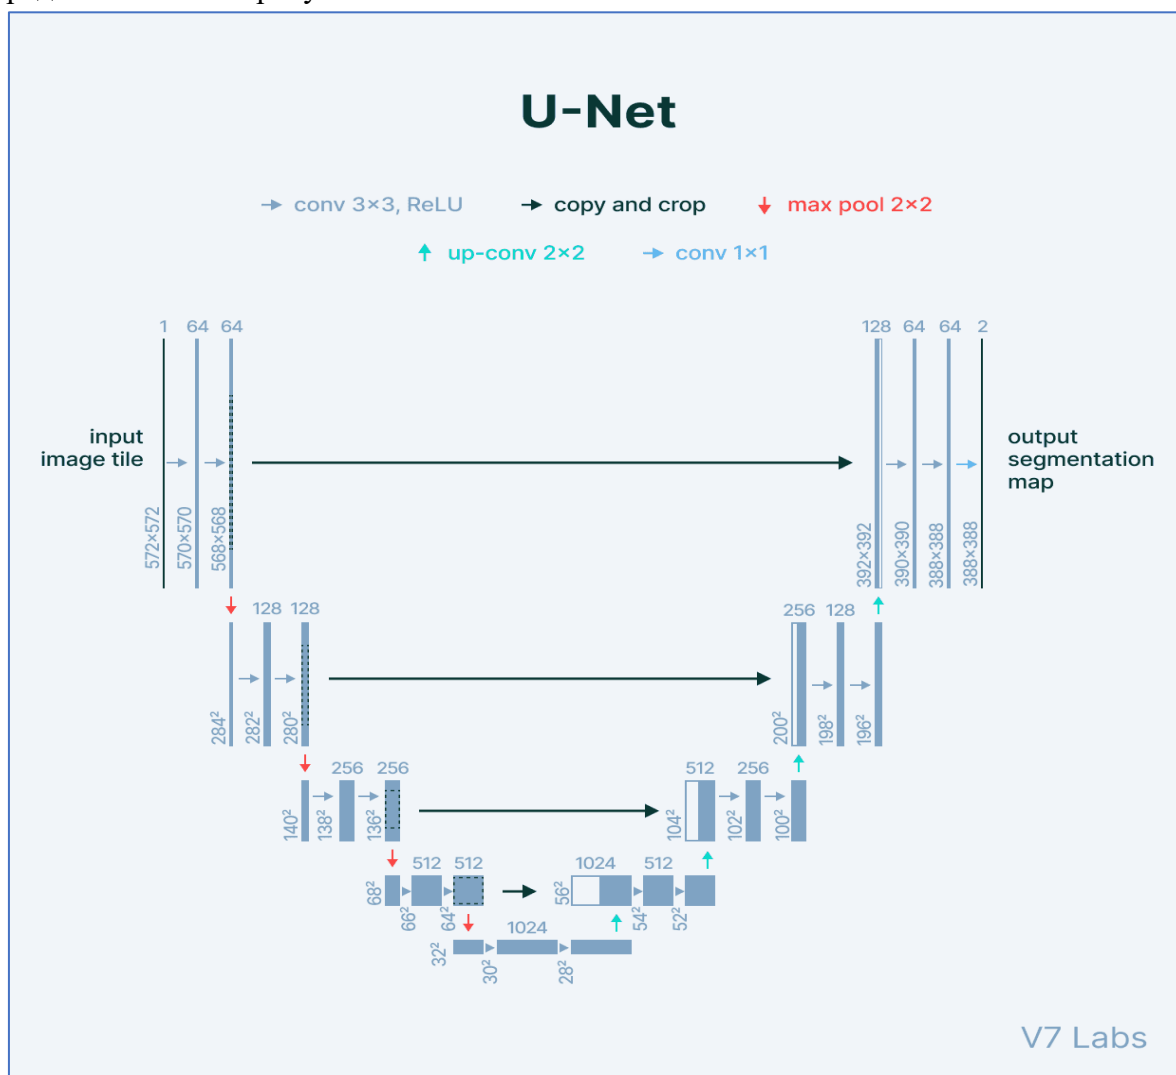 U-Net
conv 3×3, ReLU copy and crop max pool 2×2
up-conv 2×2 conv 1×1
1 64 64 128 64 64 2
input
image tile
output
segmentation
map
572×572 570×570 568×568 392×392 390×390 388×388 388×388
128 128 256 128
284² 282² 280² 200² 198² 196²
256 256 512 256
140² 138² 136² 104² 102² 100²
512 512 1024 512
68² 66² 64² 56² 54² 52²
1024
32² 30² 28²
V7 Labs